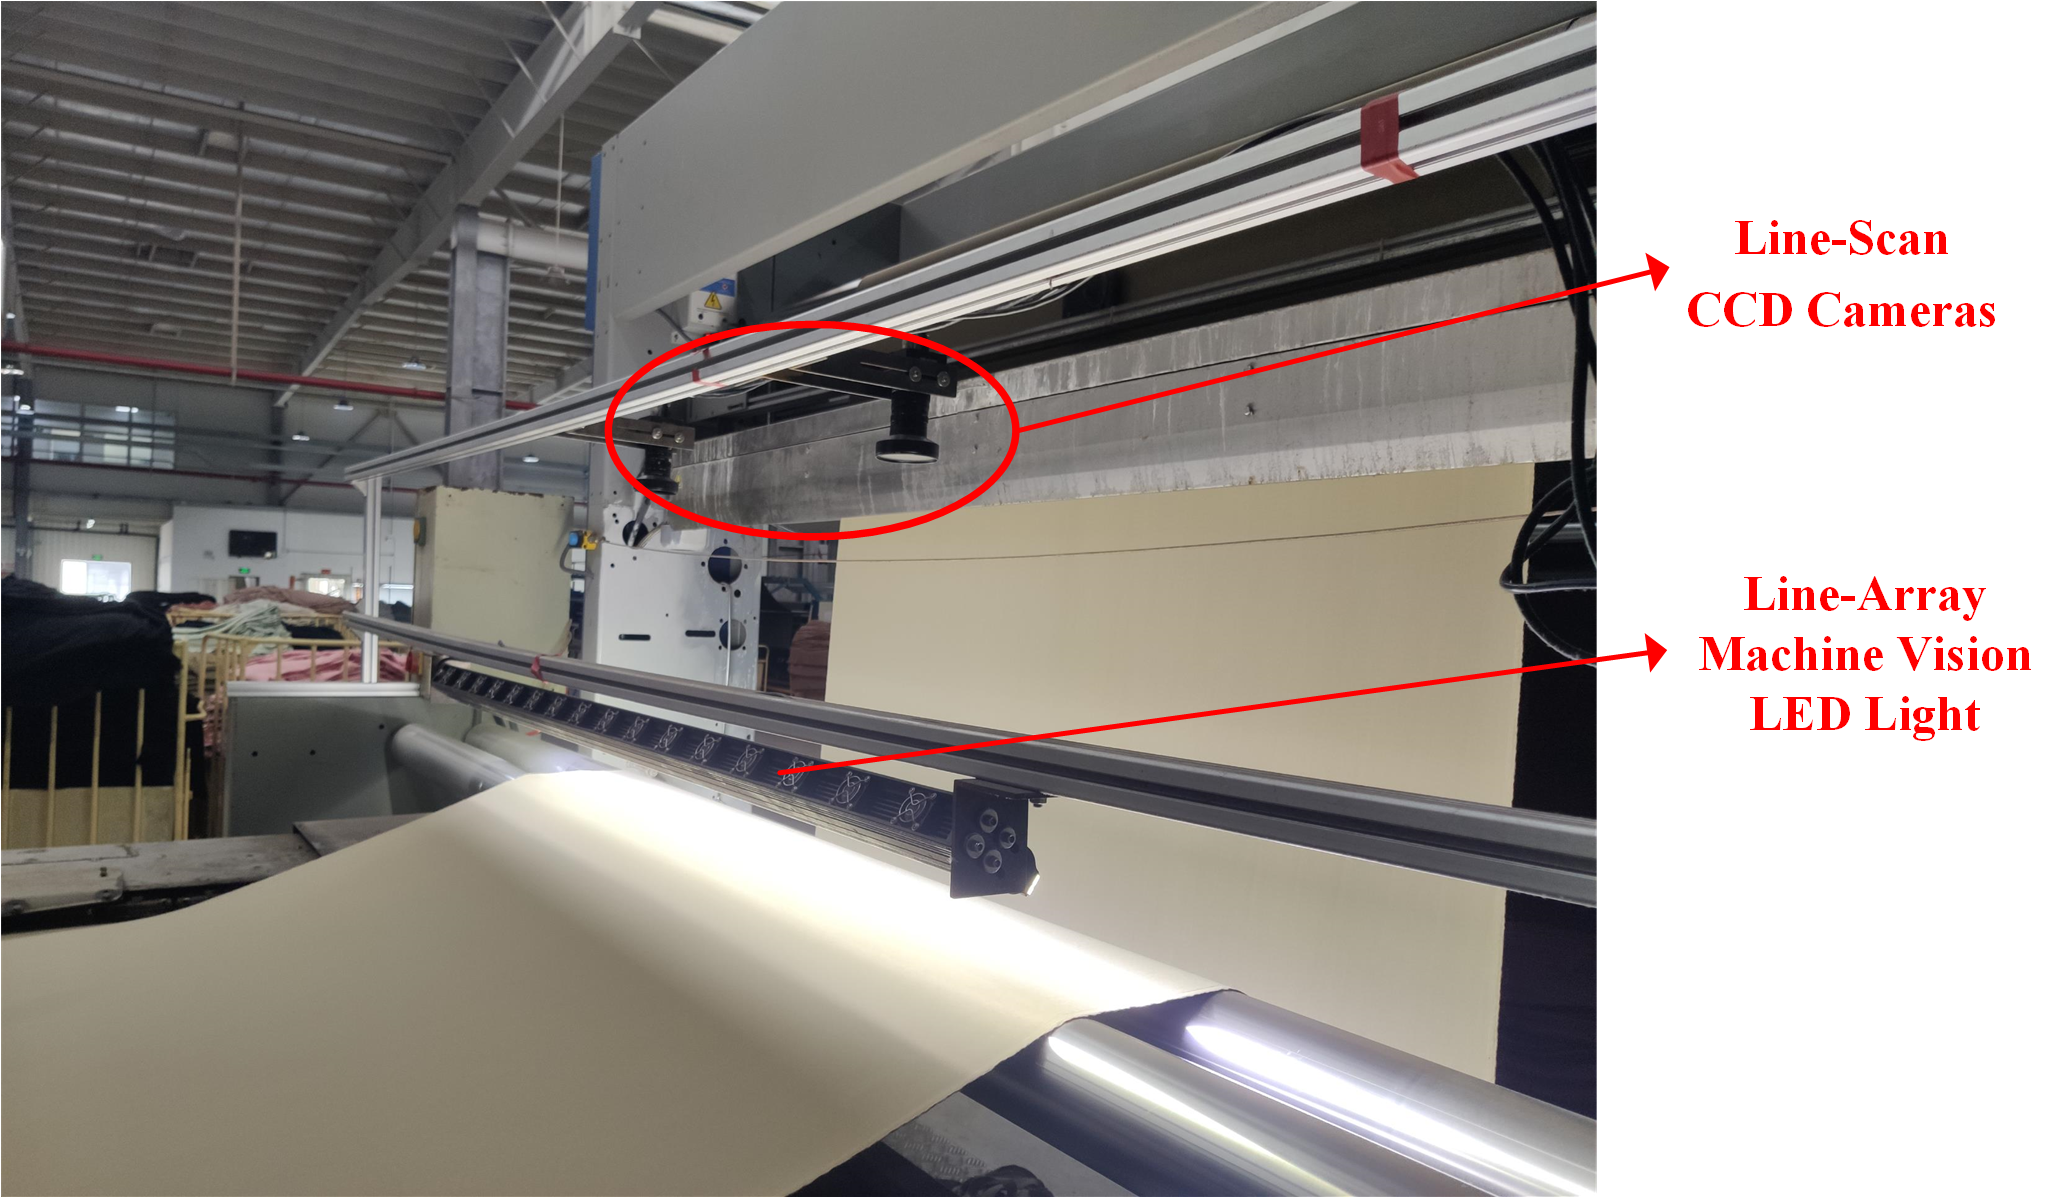 Line-Scan
CCD Cameras
Line-Array
Machine Vision
LED Light